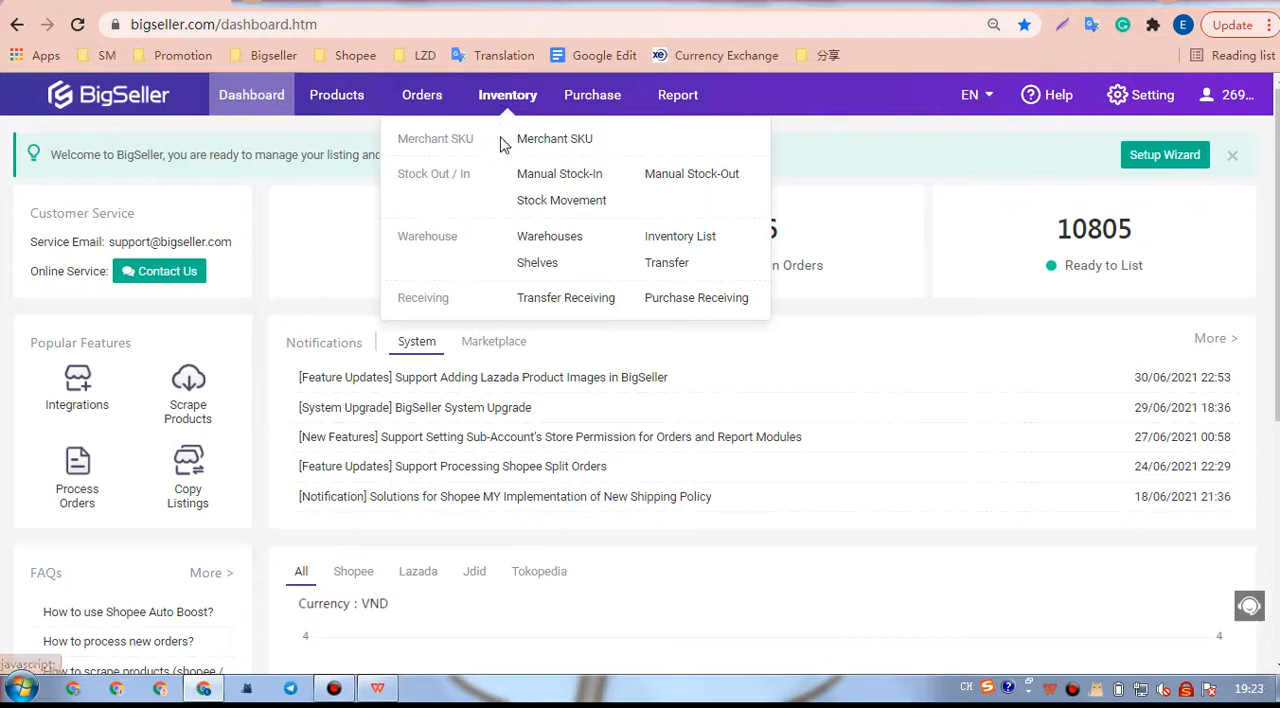 bigseller.com/dashboard.htm
E
Update
Apps SM Promotion Bigseller Shopee LZD Translation Google Edit Currency Exchange 分享 Reading list
BigSeller Dashboard Products Orders Inventory Purchase Report EN Help Setting 269...
Merchant SKU Merchant SKU
Welcome to BigSeller, you are ready to manage your listing and
Setup Wizard
Stock Out / In Manual Stock-In Manual Stock-Out
Stock Movement
Warehouse Warehouses Inventory List
Shelves Transfer
Receiving Transfer Receiving Purchase Receiving
Customer Service
Service Email: support@bigseller.com
Online Service: Contact Us
n Orders
10805
Ready to List
Popular Features
Integrations
Scrape
Products
Process
Orders
Copy
Listings
Notifications System Marketplace More >
[Feature Updates] Support Adding Lazada Product Images in BigSeller 30/06/2021 22:53
[System Upgrade] BigSeller System Upgrade 29/06/2021 18:36
[New Features] Support Setting Sub-Account's Store Permission for Orders and Report Modules 27/06/2021 00:58
[Feature Updates] Support Processing Shopee Split Orders 24/06/2021 22:29
[Notification] Solutions for Shopee MY Implementation of New Shipping Policy 18/06/2021 21:36
FAQs More >
How to use Shopee Auto Boost?
How to process new orders?
How to scrape products (shopee /
All Shopee Lazada Jdid Tokopedia
Currency : VND
4 4
javascript:
CH
19:23